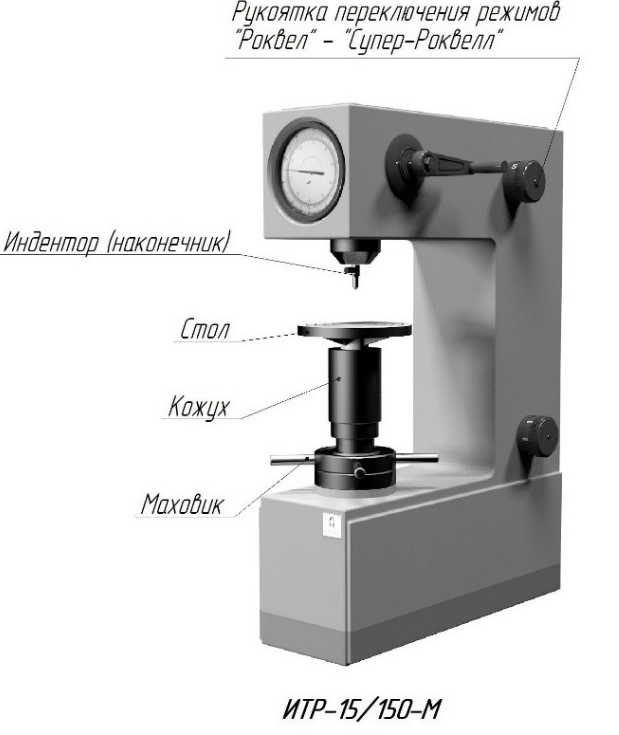 Рукоятка переключения режимов
"Роквел" - "Супер-Роквелл"
Индентор (наконечник)
Стол
Кожух
Маховик
ИТР-15/150-М